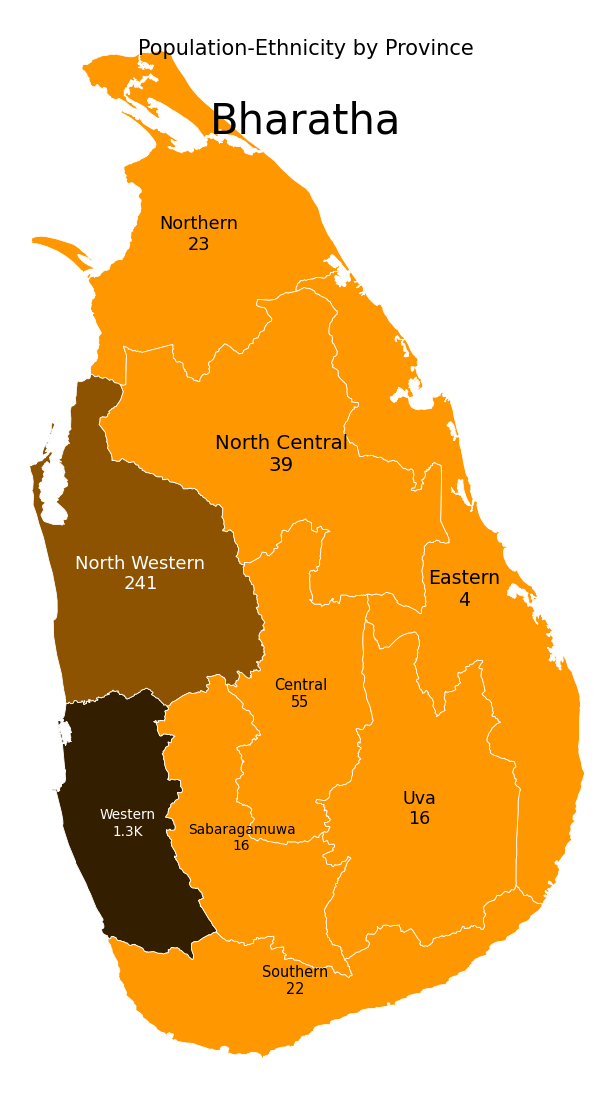 Population-Ethnicity by Province
Bharatha
Northern
23
North Central
39
North Western
241
Eastern
4
Central
55
Uva
16
Western
1.3K
Sabaragamuwa
16
Southern
22